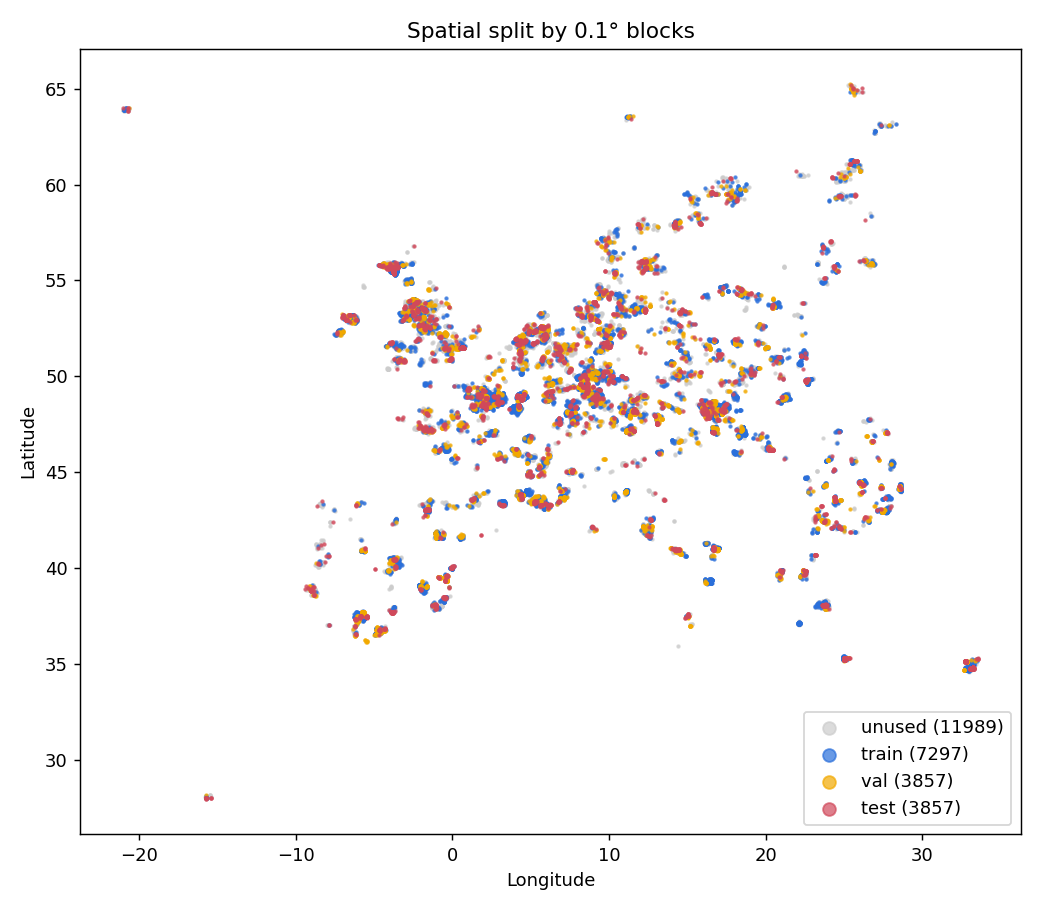 Spatial split by 0.1° blocks
65
60
55
50
45
40
35
30
Latitude
−20
−10
0
10
20
30
Longitude
unused (11989)
train (7297)
val (3857)
test (3857)